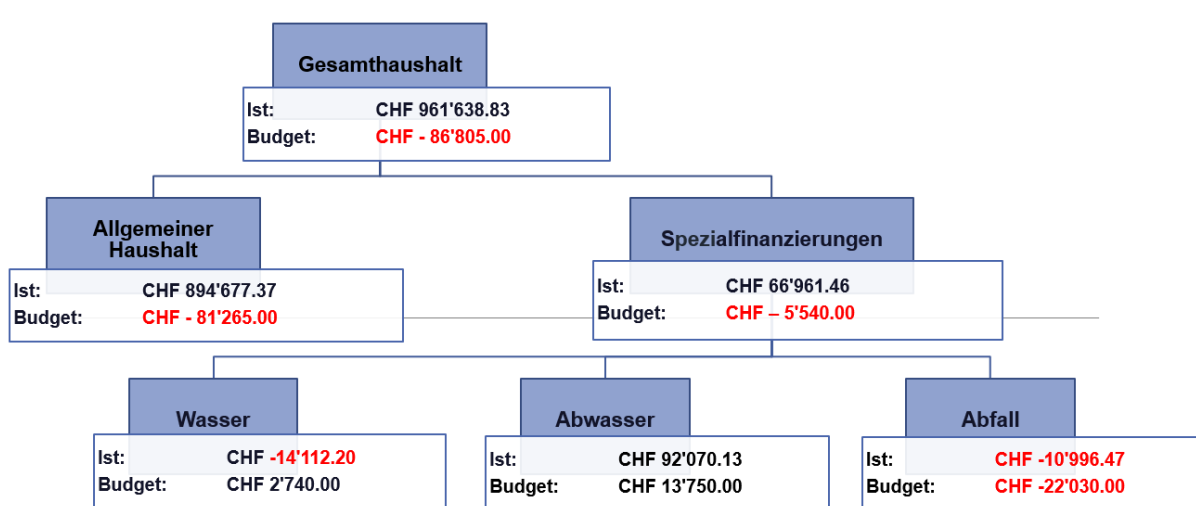 Gesamthaushalt
Ist: CHF 961'638.83
Budget: CHF - 86'805.00
Allgemeiner
Haushalt
Ist: CHF 894'677.37
Budget: CHF - 81'265.00
Spezialfinanzierungen
Ist: CHF 66'961.46
Budget: CHF – 5'540.00
Wasser
Ist: CHF -14'112.20
Budget: CHF 2'740.00
Abwasser
Ist: CHF 92'070.13
Budget: CHF 13'750.00
Abfall
Ist: CHF -10'996.47
Budget: CHF -22'030.00